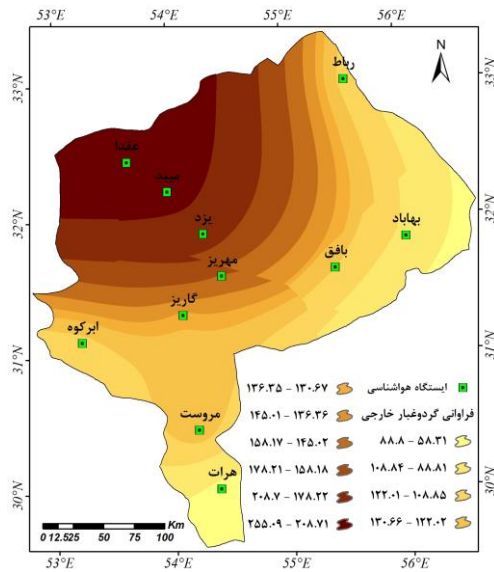 53°E 54°E 55°E 56°E
33°N
33°N
32°N
32°N
31°N
31°N
30°N
30°N
N
رباط
عقدا
میبد
یزد
بهاباد
بافق
مهریز
گاریز
ابرکوه
مروست
هرات
ایستگاه هواشناسی
فراوانی گردوغبار خارجی
۸۸.۸ - ۵۸.۳۱
۱۰۸.۸۴ - ۸۸.۸۱
۱۲۲.۰۱ - ۱۰۸.۸۵
۱۳۰.۶۶ - ۱۲۲.۰۲
۱۳۶.۳۵ - ۱۳۰.۶۷
۱۴۵.۰۱ - ۱۳۶.۳۶
۱۵۸.۱۷ - ۱۴۵.۰۲
۱۷۸.۲۱ - ۱۵۸.۱۸
۲۰۸.۷ - ۱۷۸.۲۲
۲۵۵.۰۹ - ۲۰۸.۷۱
Km
0 12.525 50 75 100
53°E 54°E 55°E 56°E